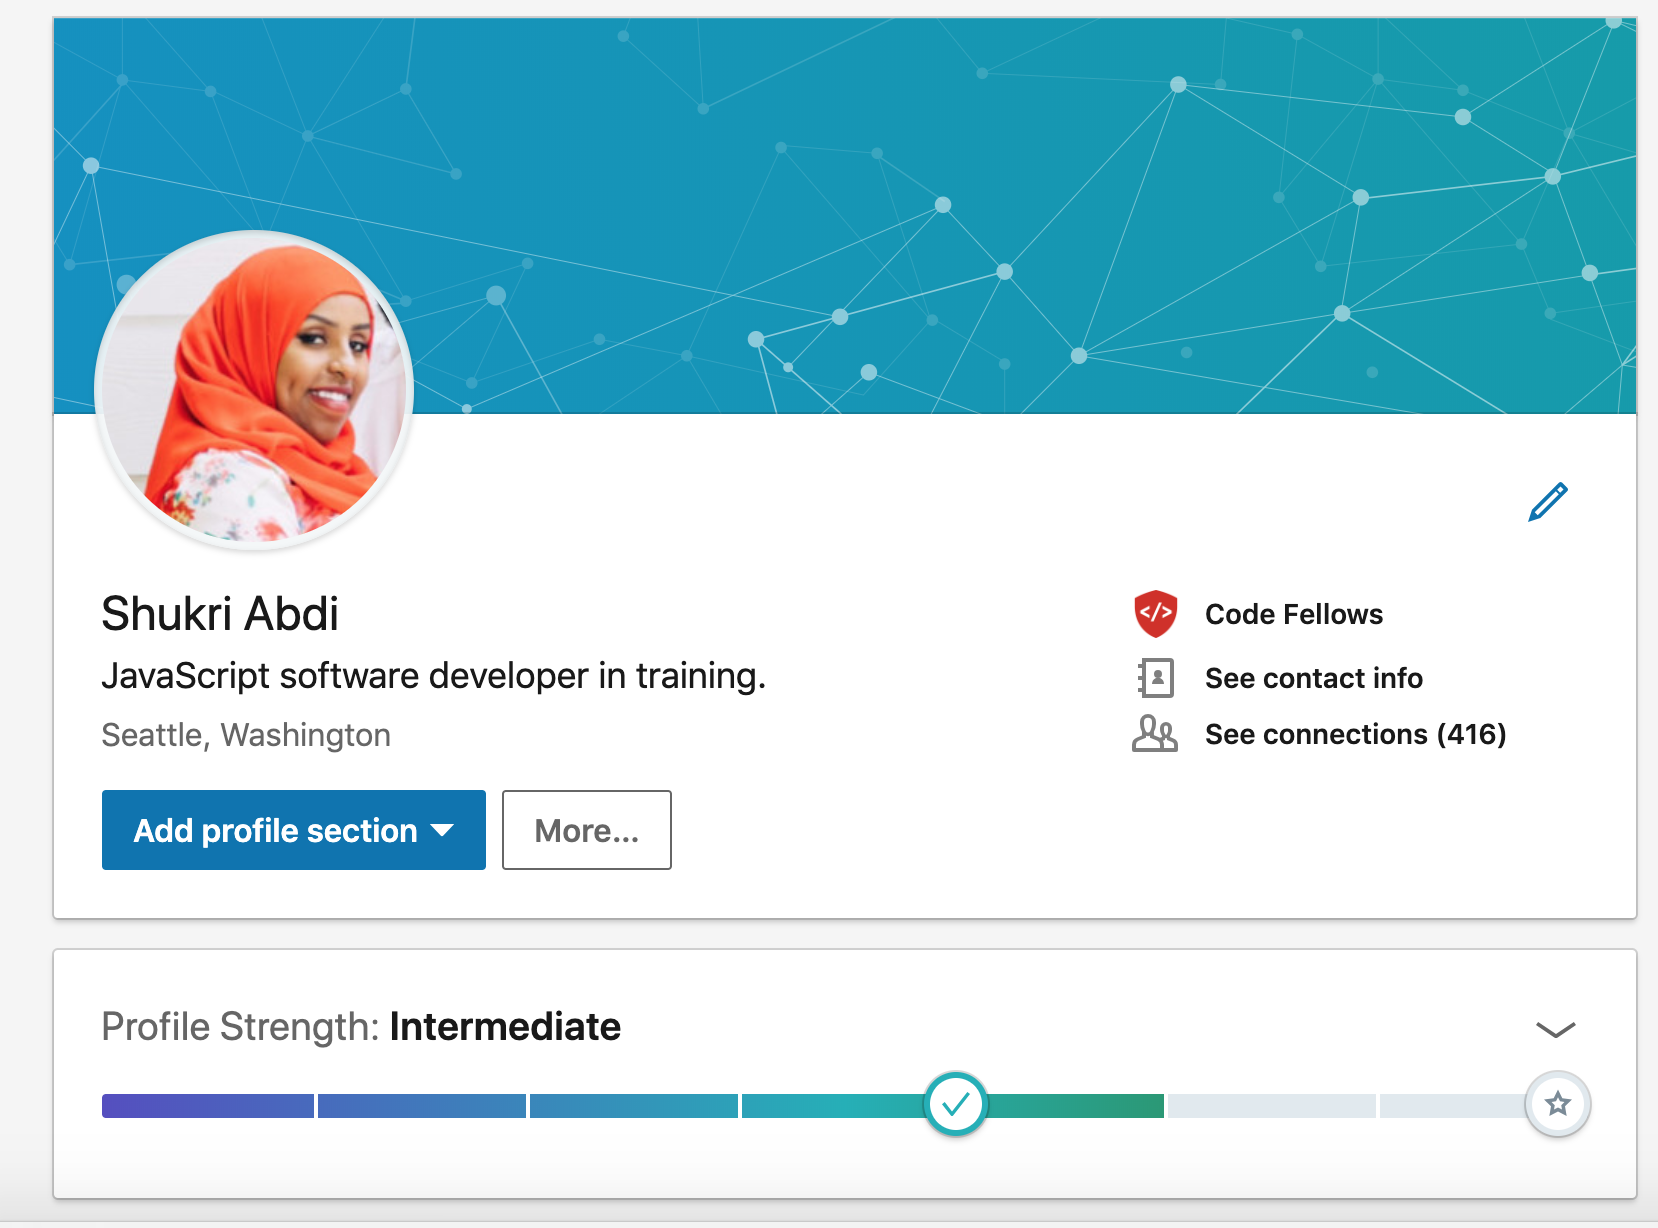 Shukri Abdi
JavaScript software developer in training.
Seattle, Washington
Add profile section
More...
</>
Code Fellows
See contact info
See connections (416)
Profile Strength: Intermediate